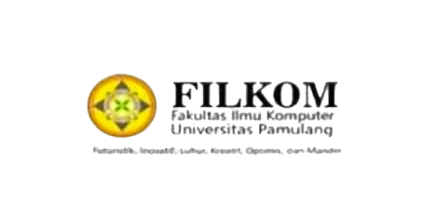 FILKOM
Fakultas Ilmu Komputer
Universitas Pamulang
Futuristik, Inovatif, Luhur, Kreatif, Optimis, dan Mandiri